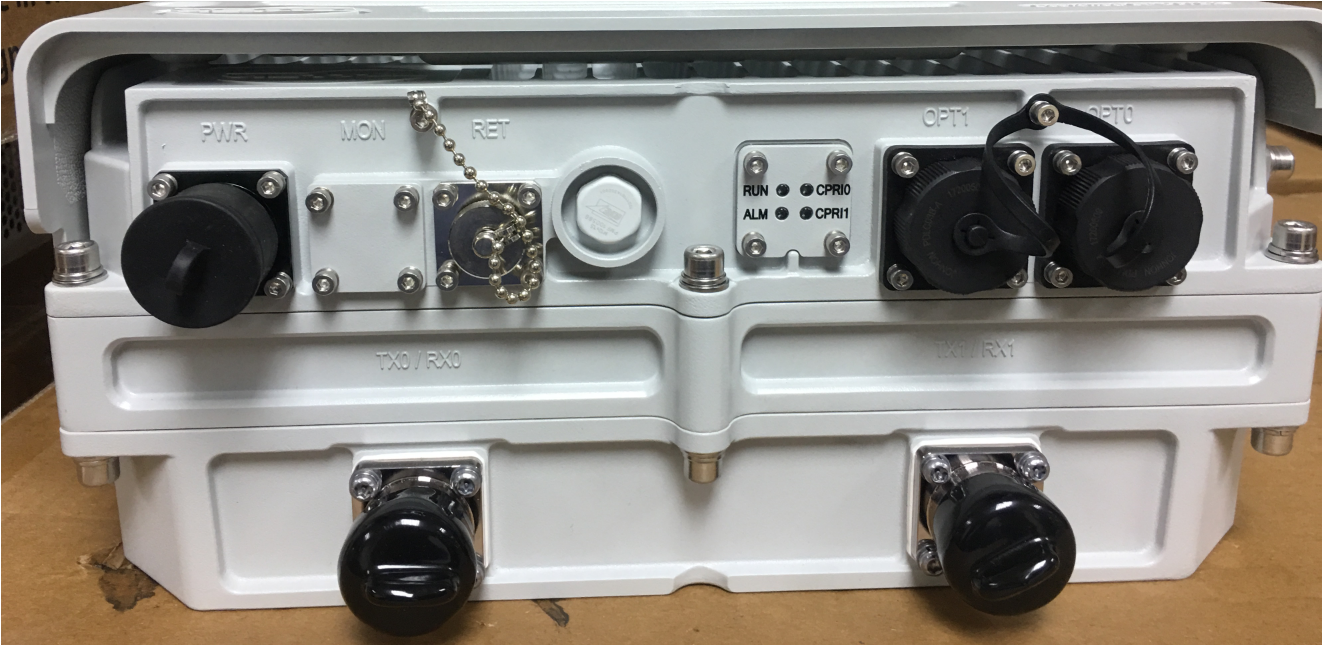 PWR
MON
RET
OPT1
OPT0
RUN
CPRI0
ALM
CPRI1
TX0 / RX0
TX1 / RX1